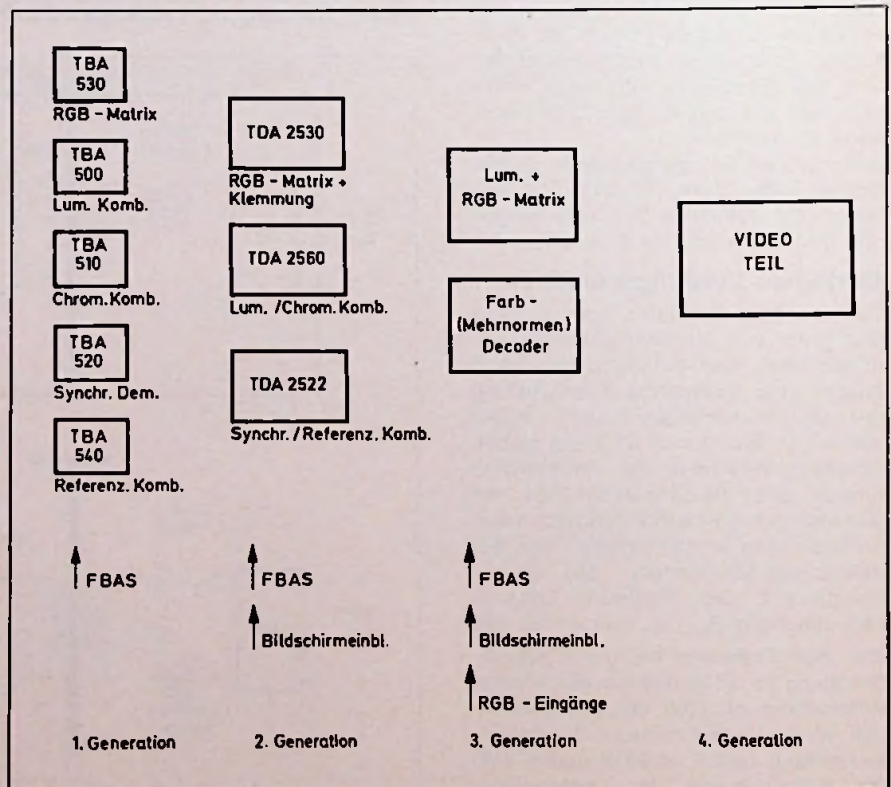 TBA
530
RGB - Matrix
TBA
500
Lum. Komb.
TBA
510
Chrom. Komb.
TBA
520
Synchr. Dem.
TBA
540
Referenz. Komb.
FBAS
1. Generation
TDA 2530
RGB - Matrix +
Klemmung
TDA 2560
Lum. / Chrom. Komb.
TDA 2522
Synchr. / Referenz. Komb.
FBAS
Bildschirmeinbl.
2. Generation
Lum. +
RGB - Matrix
Farb -
(Mehrnormen)
Decoder
FBAS
Bildschirmeinbl.
RGB - Eingänge
3. Generation
VIDEO
TEIL
4. Generation